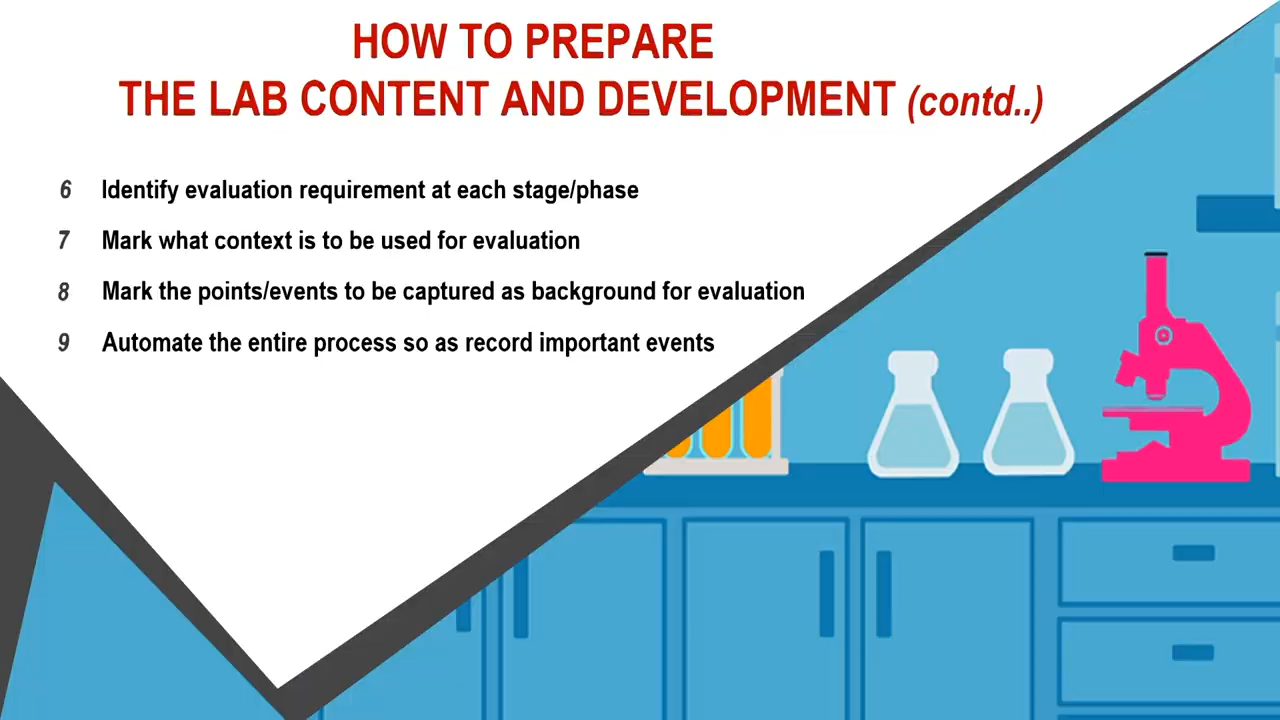 HOW TO PREPARE
THE LAB CONTENT AND DEVELOPMENT (contd..)
6 Identify evaluation requirement at each stage/phase
7 Mark what context is to be used for evaluation
8 Mark the points/events to be captured as background for evaluation
9 Automate the entire process so as record important events